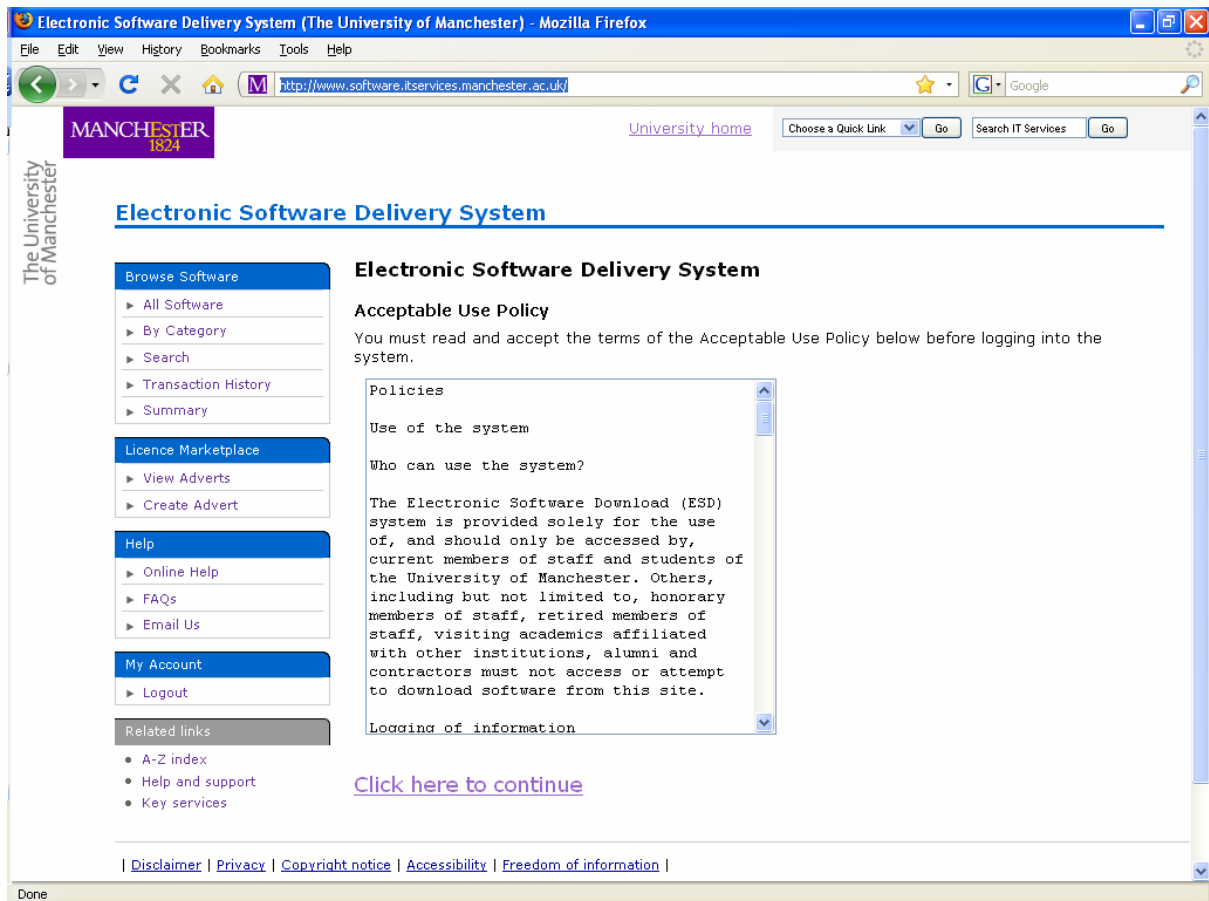 Electronic Software Delivery System (The University of Manchester) - Mozilla Firefox
File Edit View History Bookmarks Tools Help
http://www.software.itservices.manchester.ac.uk/
G Google
M
MANCHESTER
1824
The University
of Manchester
University home
Choose a Quick Link Go Search IT Services Go
Electronic Software Delivery System
Browse Software
All Software
By Category
Search
Transaction History
Summary
Licence Marketplace
View Adverts
Create Advert
Help
Online Help
FAQs
Email Us
My Account
Logout
Related links
A-Z index
Help and support
Key services
Electronic Software Delivery System
Acceptable Use Policy
You must read and accept the terms of the Acceptable Use Policy below before logging into the
system.
Policies
Use of the system
Who can use the system?
The Electronic Software Download (ESD)
system is provided solely for the use
of, and should only be accessed by,
current members of staff and students of
the University of Manchester. Others,
including but not limited to, honorary
members of staff, retired members of
staff, visiting academics affiliated
with other institutions, alumni and
contractors must not access or attempt
to download software from this site.
Logging of information
Click here to continue
| Disclaimer | Privacy | Copyright notice | Accessibility | Freedom of information |
Done